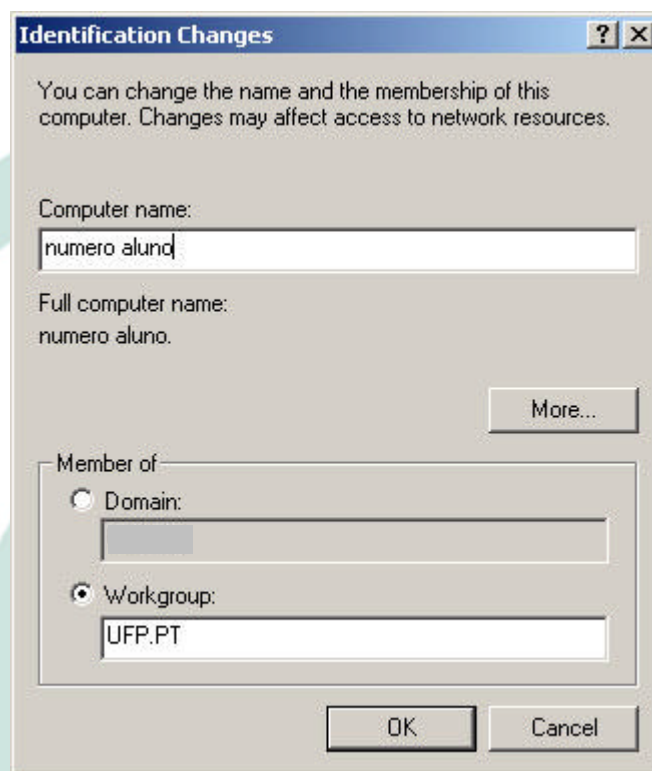 Identification Changes
You can change the name and the membership of this
computer. Changes may affect access to network resources.
Computer name:
numero aluno
Full computer name:
numero aluno.
More...
Member of
Domain:
Workgroup:
UFP.PT
OK
Cancel